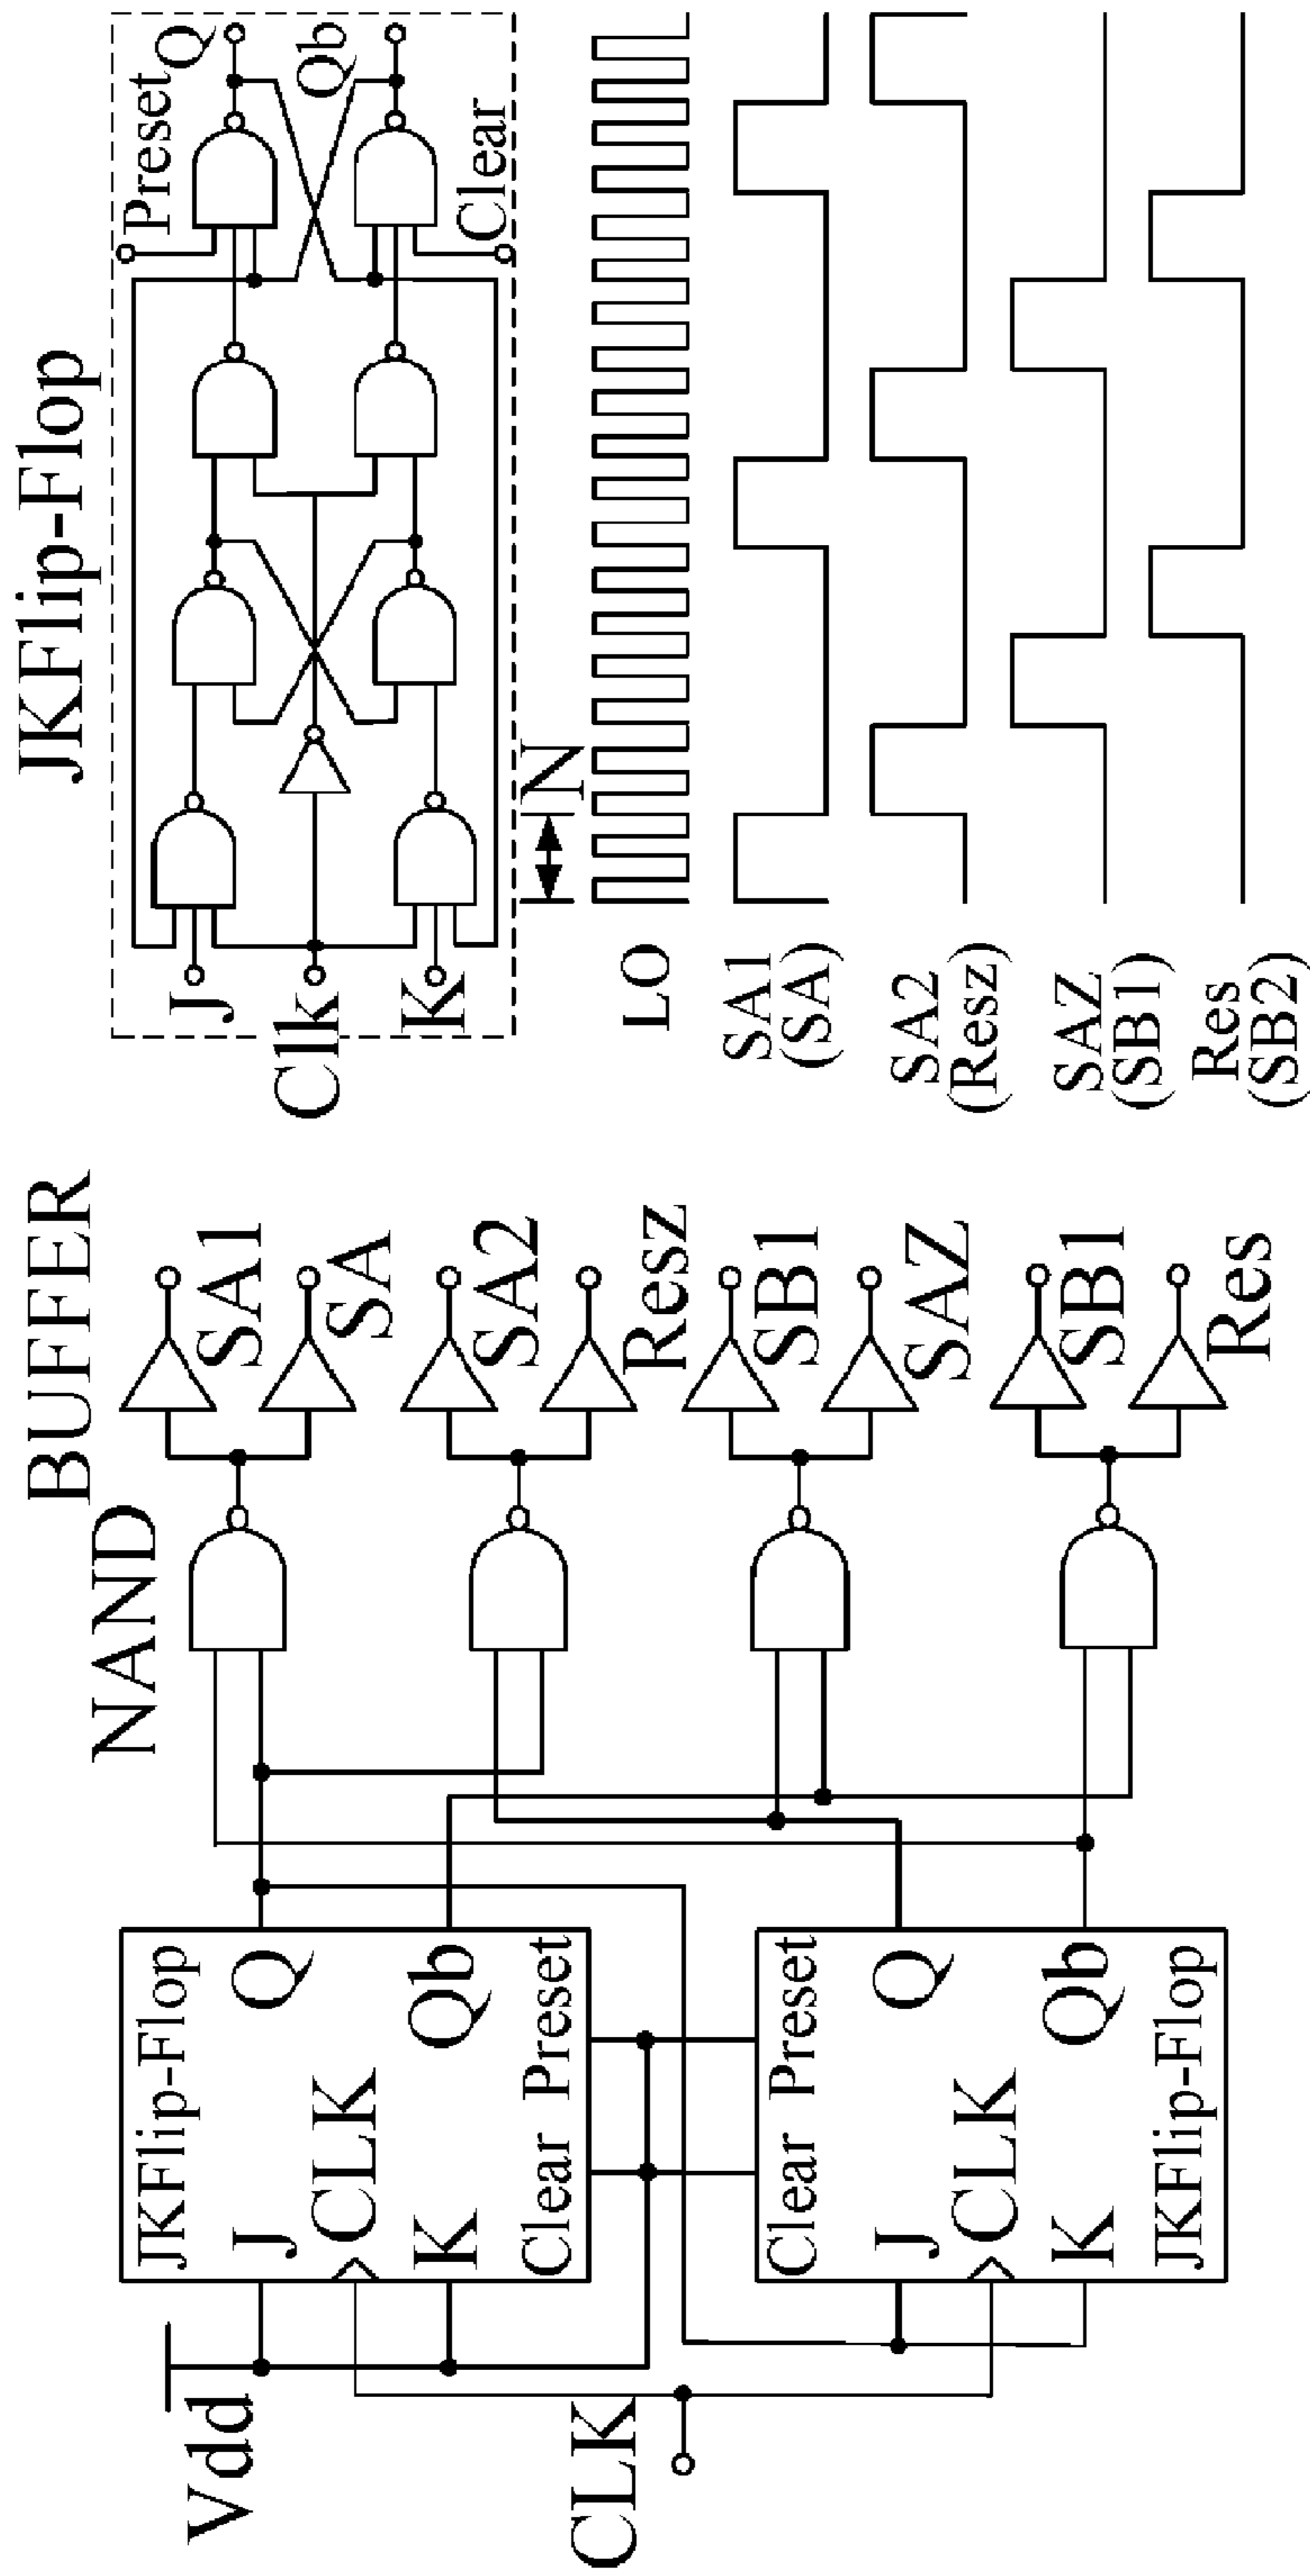 Vdd
CLK
JKFlip-Flop
J
CLK
K
Q
Qb
Clear Preset
Clear Preset
J
CLK
K
Q
Qb
JKFlip-Flop
NAND
BUFFER
SA1
SA
SA2
Resz
SB1
SAZ
SB1
Res
JKFlip-Flop
J
Clk
K
Preset
Q
Qb
Clear
N
LO
SA1
(SA)
SA2
(Resz)
SAZ
(SB1)
Res
(SB2)